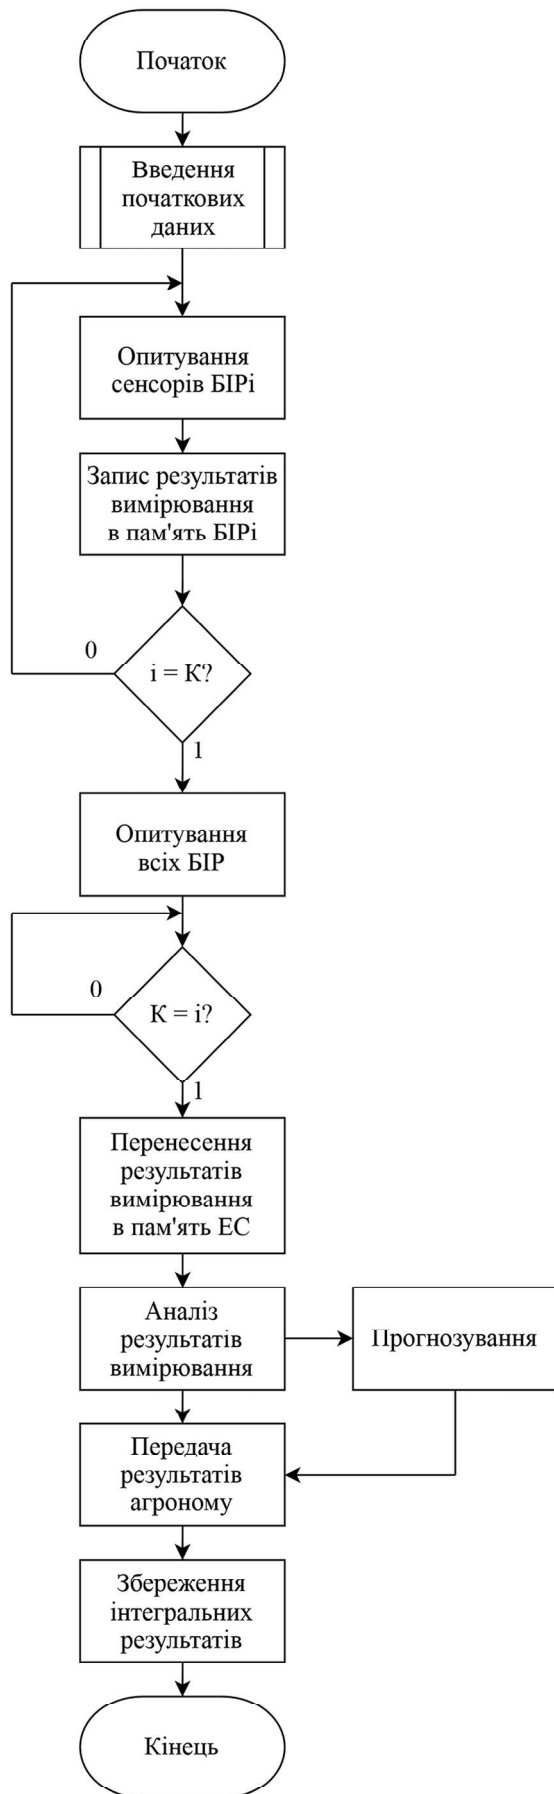 Початок
Введення
початкових
даних
Опитування
сенсорів БІРі
Запис результатів
вимірювання
в пам'ять БІРі
0
і = К?
1
Опитування
всіх БІР
0
К = і?
1
Перенесення
результатів
вимірювання
в пам'ять ЕС
Аналіз
результатів
вимірювання
Прогнозування
Передача
результатів
агроному
Збереження
інтегральних
результатів
Кінець